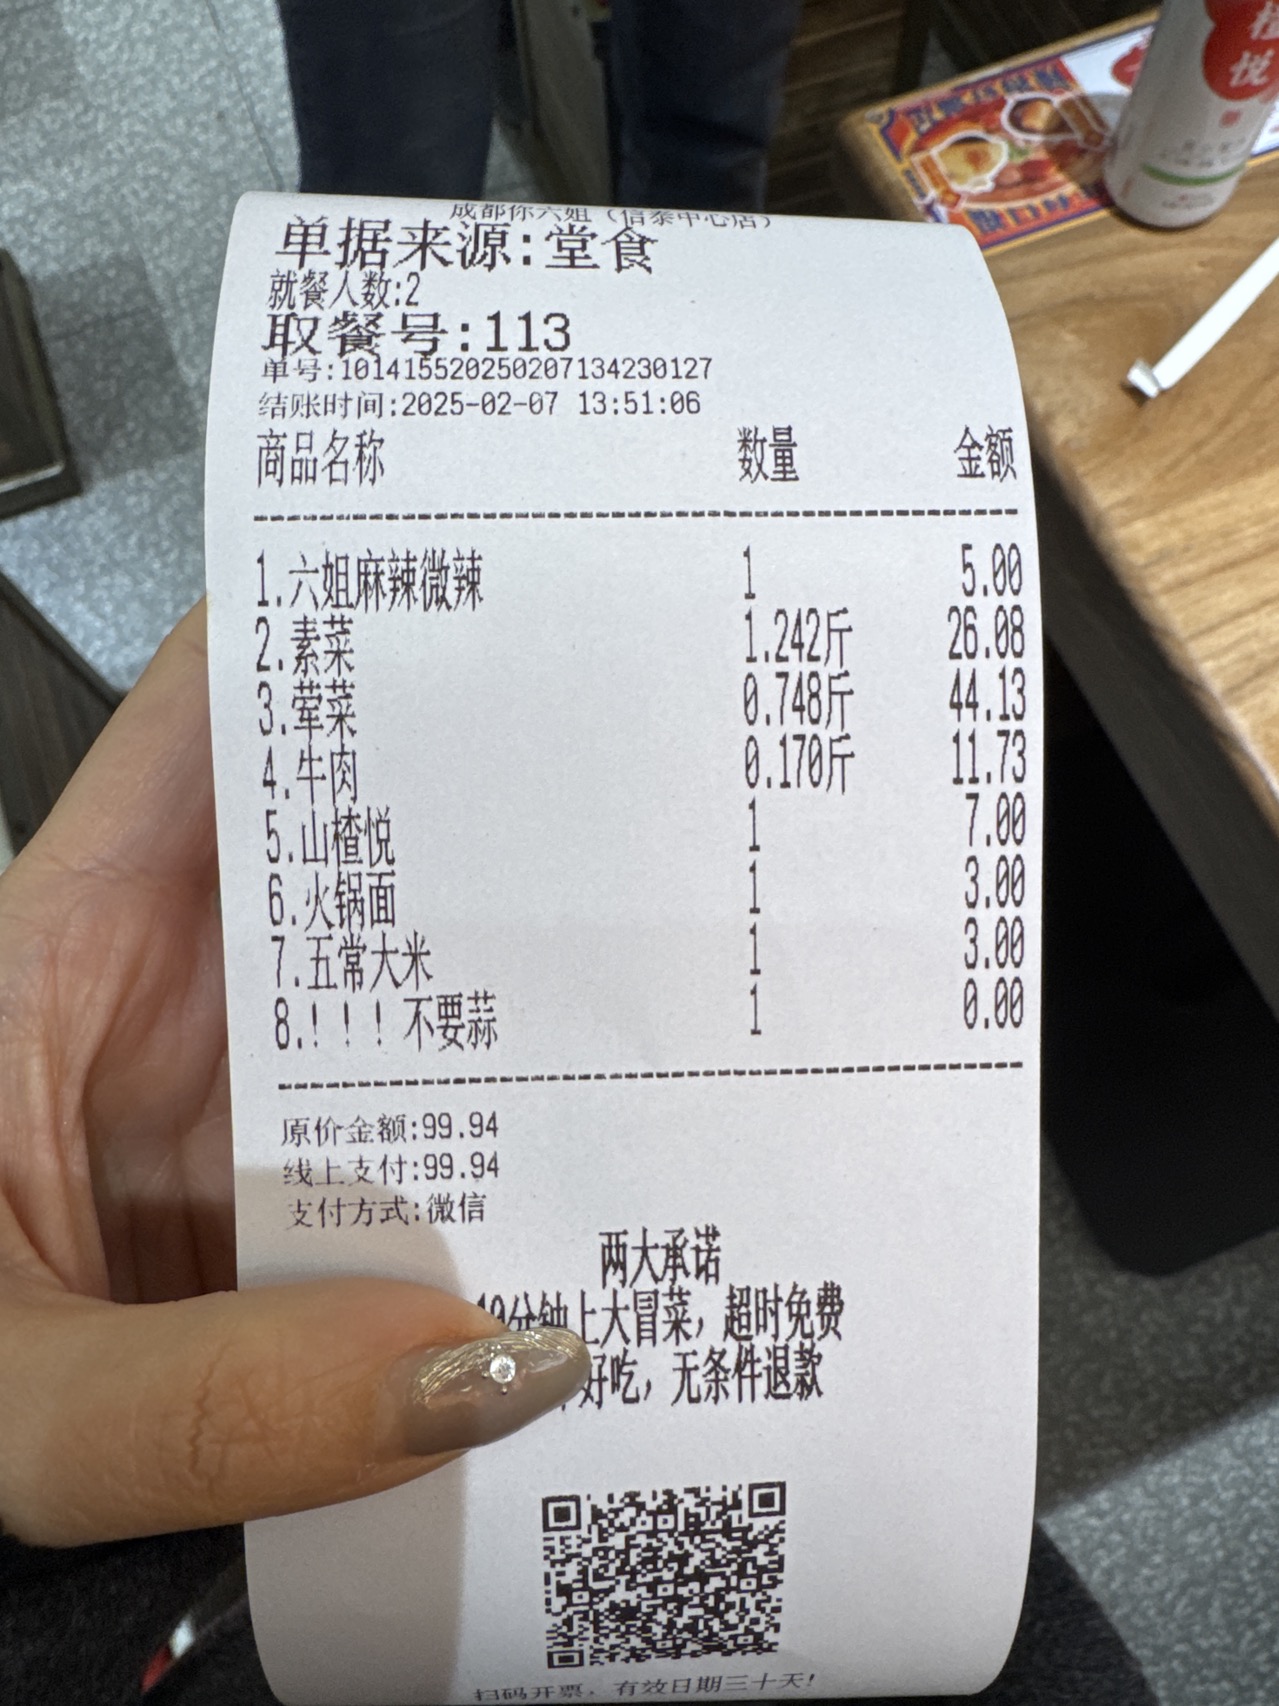 植
悦
成都你六姐（信泰中心店）
单据来源:堂食
就餐人数:2
取餐号:113
单号:101415520250207134230127
结账时间:2025-02-07 13:51:06
商品名称 数量 金额
1.六姐麻辣微辣 1 5.00
2.素菜 1.242斤 26.08
3.荤菜 0.748斤 44.13
4.牛肉 0.170斤 11.73
5.山楂悦 1 7.00
6.火锅面 1 3.00
7.五常大米 1 3.00
8.！！！不要蒜 1 0.00
原价金额:99.94
线上支付:99.94
支付方式:微信
两大承诺
10分钟上大冒菜，超时免费
好吃，无条件退款
扫码开票，有效日期三十天!